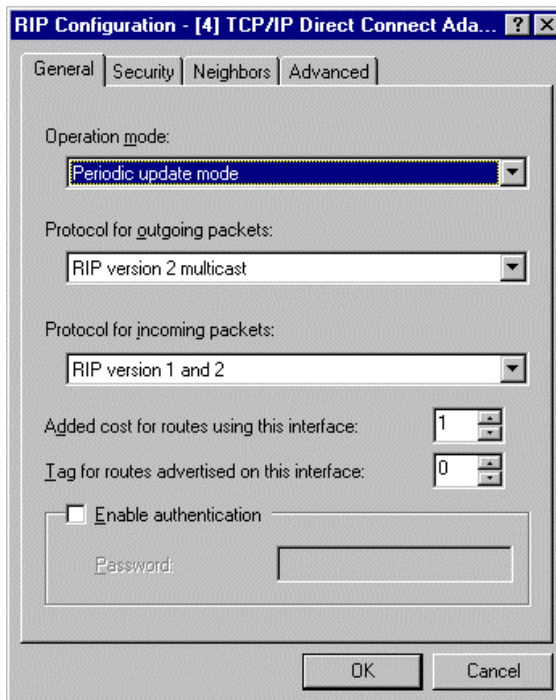 RIP Configuration - [4] TCP/IP Direct Connect Ada...
General Security Neighbors Advanced
Operation mode:
Periodic update mode
Protocol for outgoing packets:
RIP version 2 multicast
Protocol for incoming packets:
RIP version 1 and 2
Added cost for routes using this interface: 1
Tag for routes advertised on this interface: 0
Enable authentication
Password:
OK Cancel